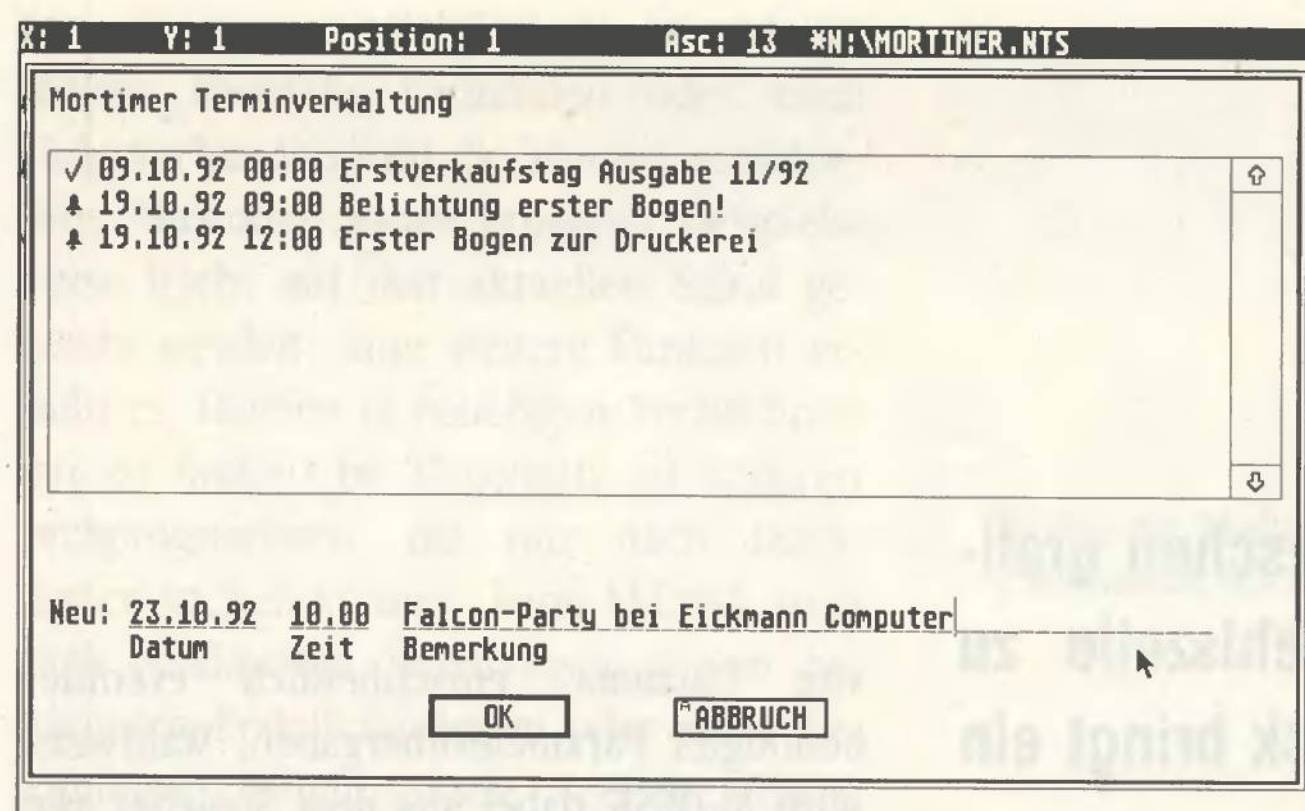 X: 1 Y: 1 Position: 1 Asc: 13 *N:\MORTIMER.NTS
Mortimer Terminverwaltung
√ 09.10.92 00:00 Erstverkaufstag Ausgabe 11/92
19.10.92 09:00 Belichtung erster Bogen!
19.10.92 12:00 Erster Bogen zur Druckerei
Neu: 23.10.92 10.00 Falcon-Party bei Eickmann Computer
Datum Zeit Bemerkung
OK ABBRUCH